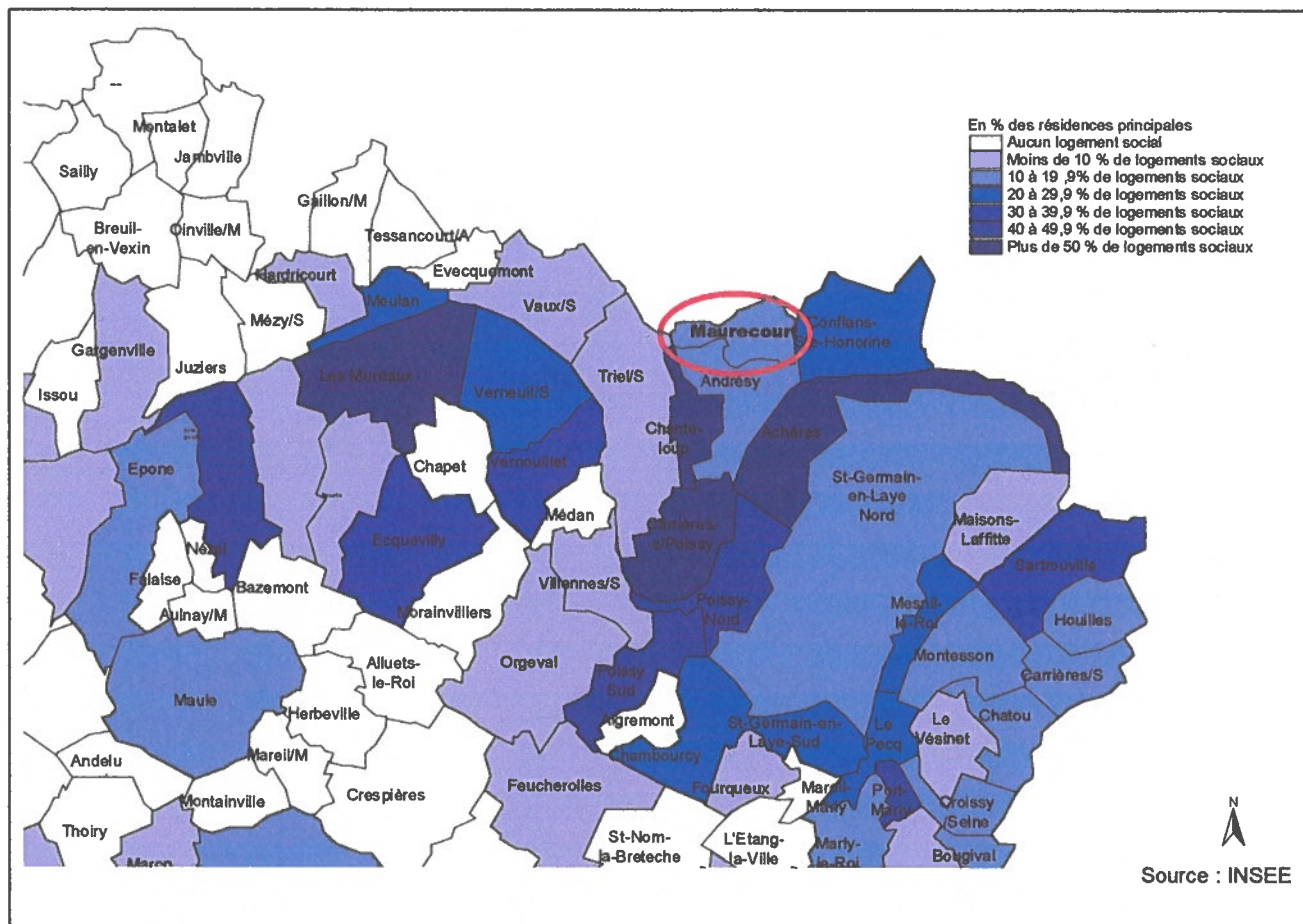 En % des résidences principales
Aucun logement social
Moins de 10 % de logements sociaux
10 à 19 ,9% de logements sociaux
20 à 29,9 % de logements sociaux
30 à 39,9 % de logements sociaux
40 à 49,9 % de logements sociaux
Plus de 50 % de logements sociaux
--
Montalet
Jambville
Sailly
Gaillon/M
Breuil-
en-Vexin
Oinville/M
Tessancourt/A
Evecquemont
Hardricourt
Meulan
Vaux/S
Mézy/S
Maurecourt
Conflans-
te-Honorine
Gargenville
Juziers
Issou
Les Mureaux
Verneuil/S
Triel/S
Andrésy
Chante-
loup
Achères
Epone
Chapet
Vernouillet
St-Germain-
en-Laye
Nord
Maisons-
Laffitte
Médan
Carrières-
s/Poissy
Nézel
Ecquevilly
Sartrouville
Falaise
Bazemont
Villennes/S
Aulnay/M
Morainvilliers
Poissy-
Nord
Mesnil-
le-Roi
Houilles
Montesson
Alluets-
le-Roi
Orgeval
Poissy
Sud
Carrières/S
Maule
Herbeville
Aigremont
St-Germain-en-
Laye-Sud
Le
Pecq
Le
Vésinet
Chatou
Andelu
Mareil/M
Chambourcy
Montainville
Crespières
Feucherolles
Fourqueux
Mareil-
Marly
Port-
Marly
Croissy
/Seine
Thoiry
St-Nom-
la-Breteche
L'Etang-
la-Ville
Marly-
le-Roi
Bougival
Marcq
N
Source : INSEE